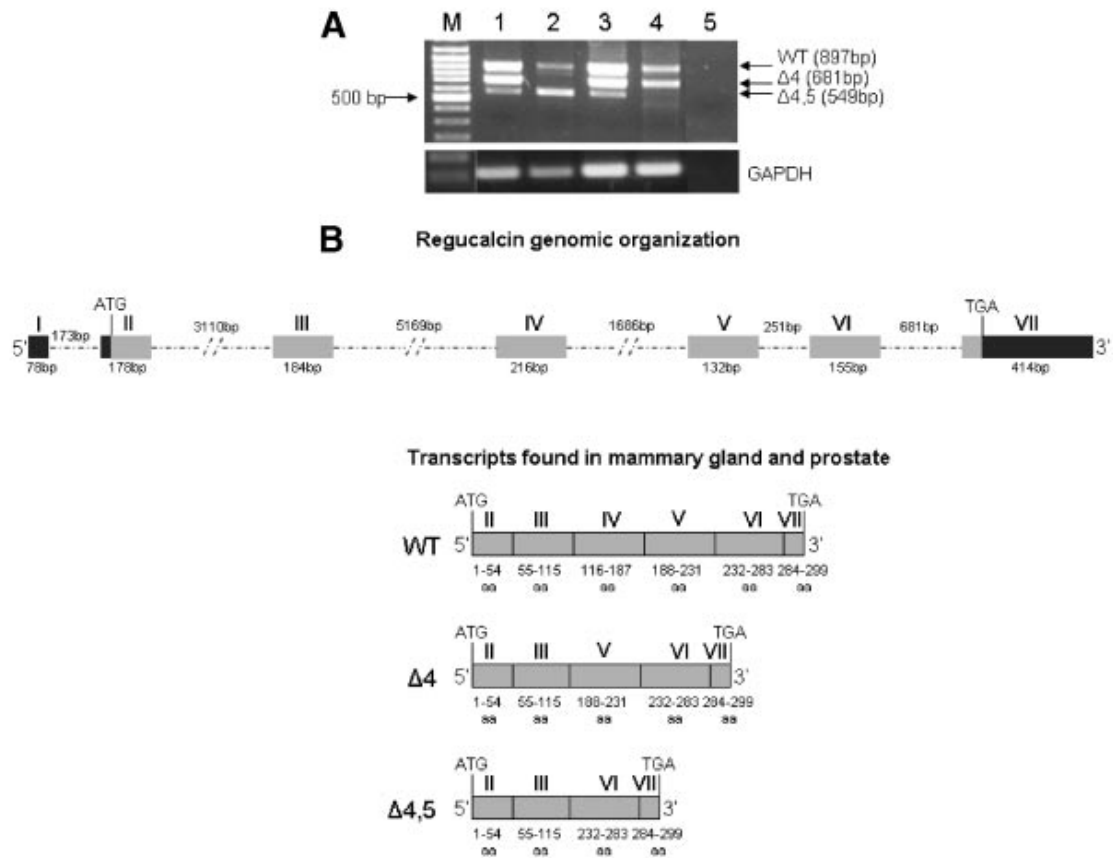 A
M 1 2 3 4 5
WT (897bp)
Δ4 (681bp)
Δ4,5 (549bp)
500 bp
GAPDH
B
Regucalcin genomic organization
ATG TGA
I II III IV V VI VII
173bp 3110bp 5169bp 1686bp 251bp 681bp
5' 3'
78bp 178bp 184bp 216bp 132bp 155bp 414bp
Transcripts found in mammary gland and prostate
ATG TGA
II III IV V VI VII
WT 5' 3'
1-54 55-115 116-187 188-231 232-283 284-299
aa aa aa aa aa aa
ATG TGA
II III V VI VII
Δ4 5' 3'
1-54 55-115 188-231 232-283 284-299
aa aa aa aa aa
ATG TGA
II III VI VII
Δ4,5 5' 3'
1-54 55-115 232-283 284-299
aa aa aa aa